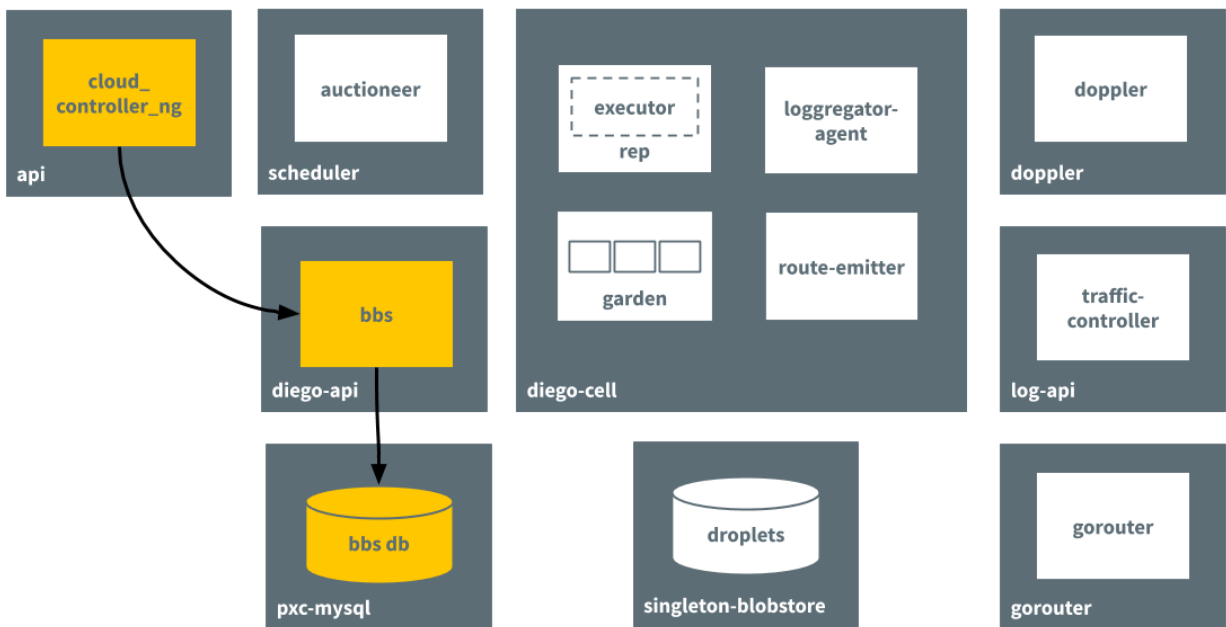 cloud_
controller_ng
api
auctioneer
scheduler
executor
rep
loggregator-
agent
garden
route-emitter
diego-cell
doppler
doppler
bbs
diego-api
traffic-
controller
log-api
bbs db
pxc-mysql
droplets
singleton-blobstore
gorouter
gorouter